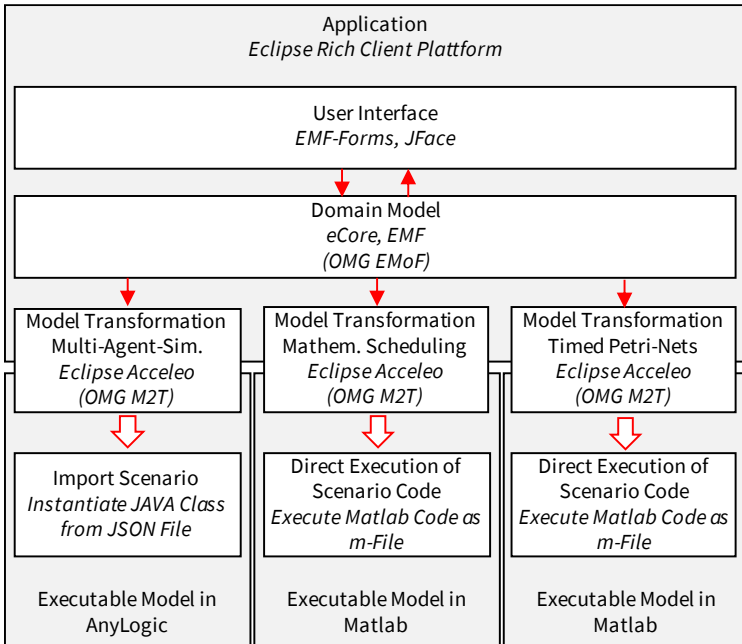 Application
Eclipse Rich Client Plattform
User Interface
EMF-Forms, JFace
Domain Model
eCore, EMF
(OMG EMoF)
Model Transformation
Multi-Agent-Sim.
Eclipse Acceleo
(OMG M2T)
Model Transformation
Mathem. Scheduling
Eclipse Acceleo
(OMG M2T)
Model Transformation
Timed Petri-Nets
Eclipse Acceleo
(OMG M2T)
Import Scenario
Instantiate JAVA Class
from JSON File
Direct Execution of
Scenario Code
Execute Matlab Code as
m-File
Direct Execution of
Scenario Code
Execute Matlab Code as
m-File
Executable Model in
AnyLogic
Executable Model in
Matlab
Executable Model in
Matlab